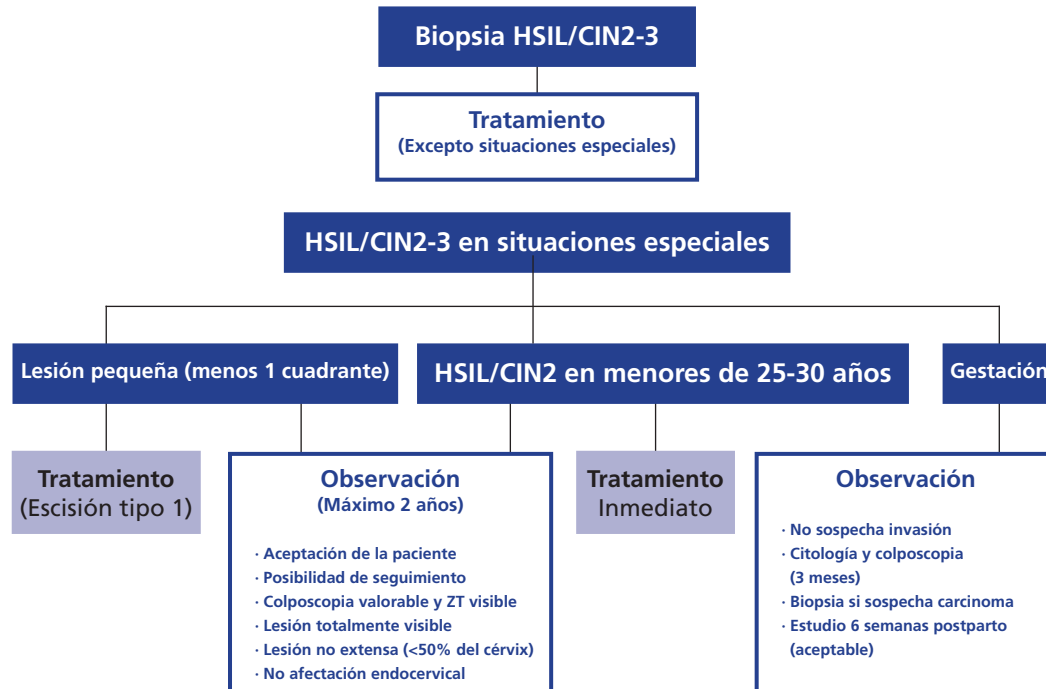 Biopsia HSIL/CIN2-3
Tratamiento
(Excepto situaciones especiales)
HSIL/CIN2-3 en situaciones especiales
Lesión pequeña (menos 1 cuadrante)
HSIL/CIN2 en menores de 25-30 años
Gestación
Tratamiento
(Escisión tipo 1)
Observación
(Máximo 2 años)
· Aceptación de la paciente
· Posibilidad de seguimiento
· Colposcopia valorable y ZT visible
· Lesión totalmente visible
· Lesión no extensa (<50% del cérvix)
· No afectación endocervical
Tratamiento
Inmediato
Observación
· No sospecha invasión
· Citología y colposcopia
(3 meses)
· Biopsia si sospecha carcinoma
· Estudio 6 semanas postparto
(aceptable)